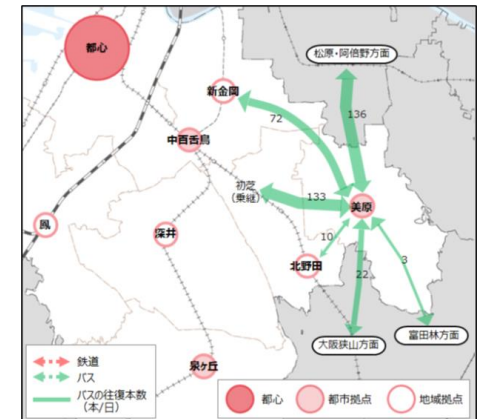 都心
松原・阿倍野方面
新金岡
72
136
中百舌鳥
初芝
(乗継)
133
美原
鳳
深井
10
北野田
22
3
富田林方面
大阪狭山方面
泉ヶ丘
鉄道
バス
バスの往復本数
(本/日)
都心
都市拠点
地域拠点